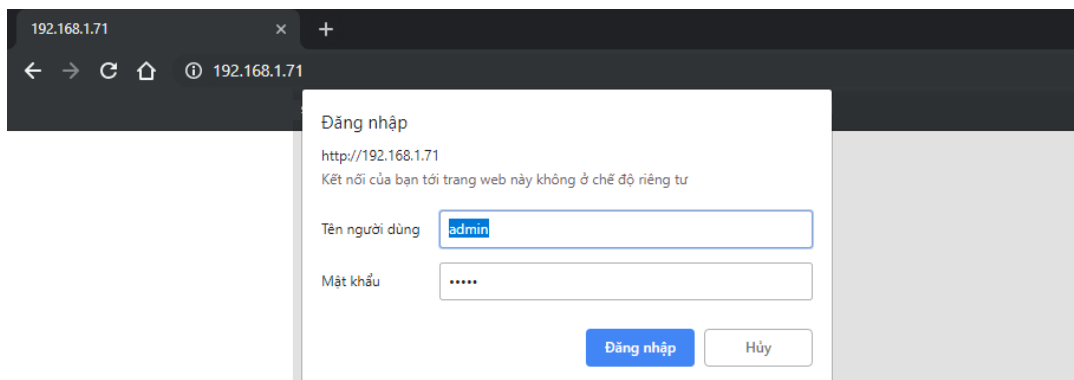 192.168.1.71
192.168.1.71
Đăng nhập
http://192.168.1.71
Kết nối của bạn tới trang web này không ở chế độ riêng tư
Tên người dùng admin
Mật khẩu •••••
Đăng nhập Hủy